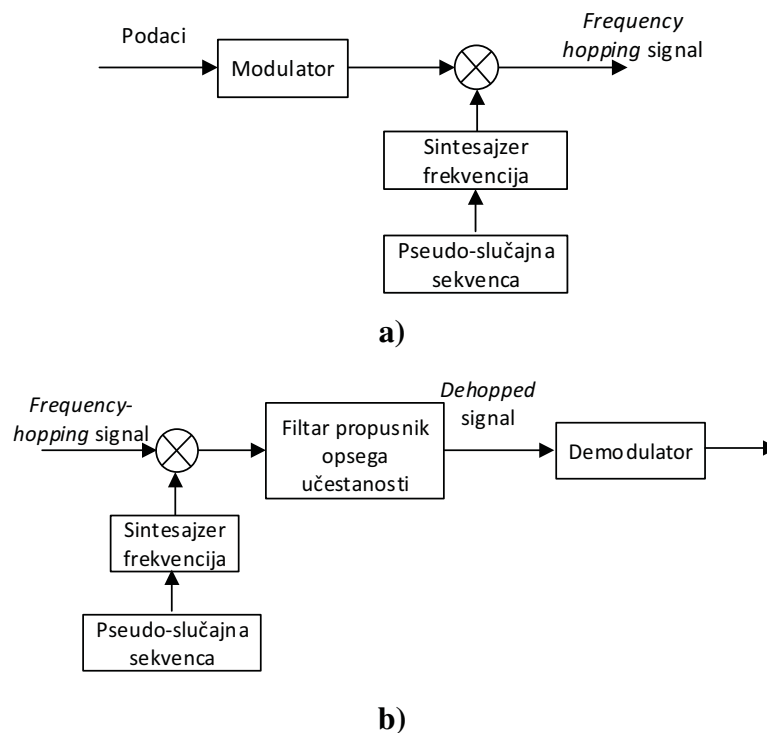 Podaci
Modulator
Frequency
hopping signal
Sintesajzer
frekvencija
Pseudo-slučajna
sekvenca
a)
Frequency-
hopping signal
Filtar propusnik
opsega
učestanosti
Dehopped
signal
Demodulator
Sintesajzer
frekvencija
Pseudo-slučajna
sekvenca
b)